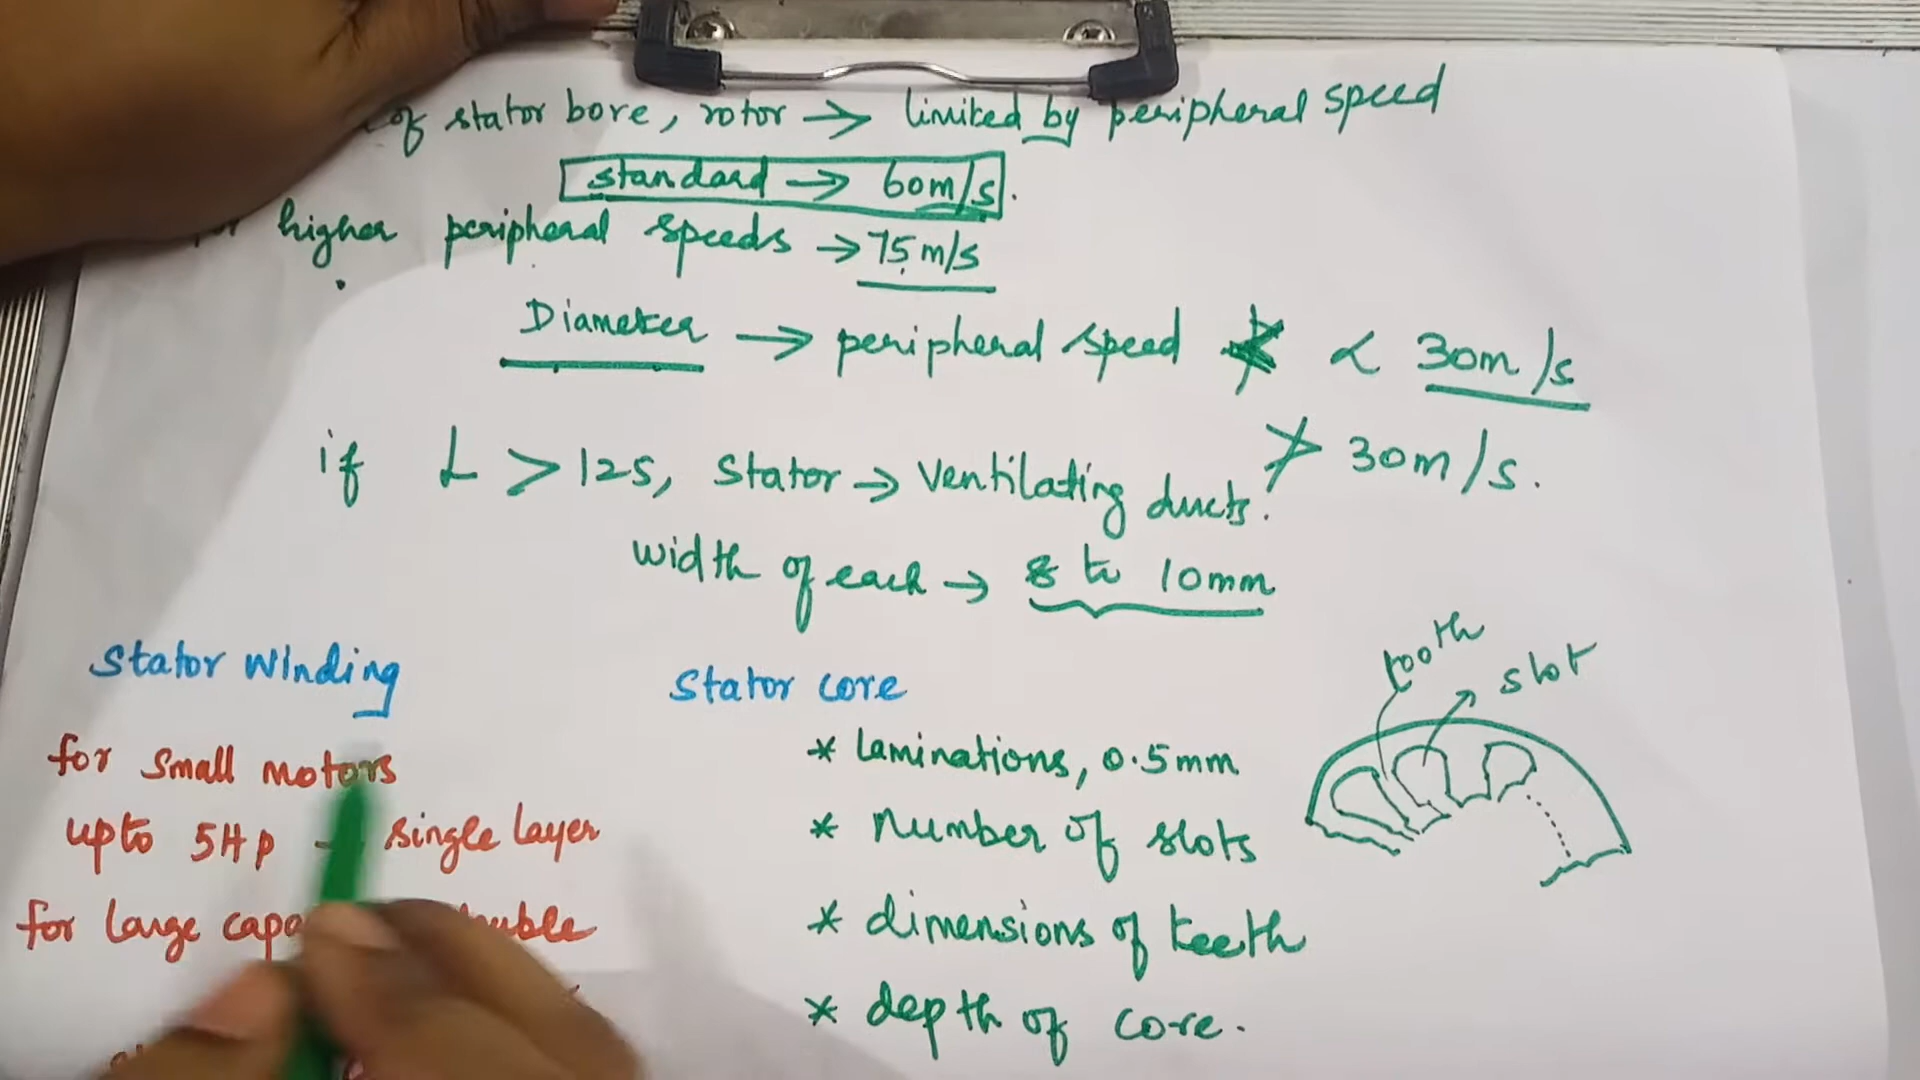 of stator bore, rotor → limited by peripheral speed
standard → 60m/s.
higher peripheral speeds → 75m/s
Diameter → peripheral speed < 30m/s
≯ 30m/s.
if L > 125, Stator → Ventilating ducts.
width of each → 8 to 10mm
Stator Winding
for small motors
upto 5HP single layer
for large
Stator core
* laminations, 0.5mm
* Number of slots
* dimensions of teeth
* depth of core.
tooth
slot